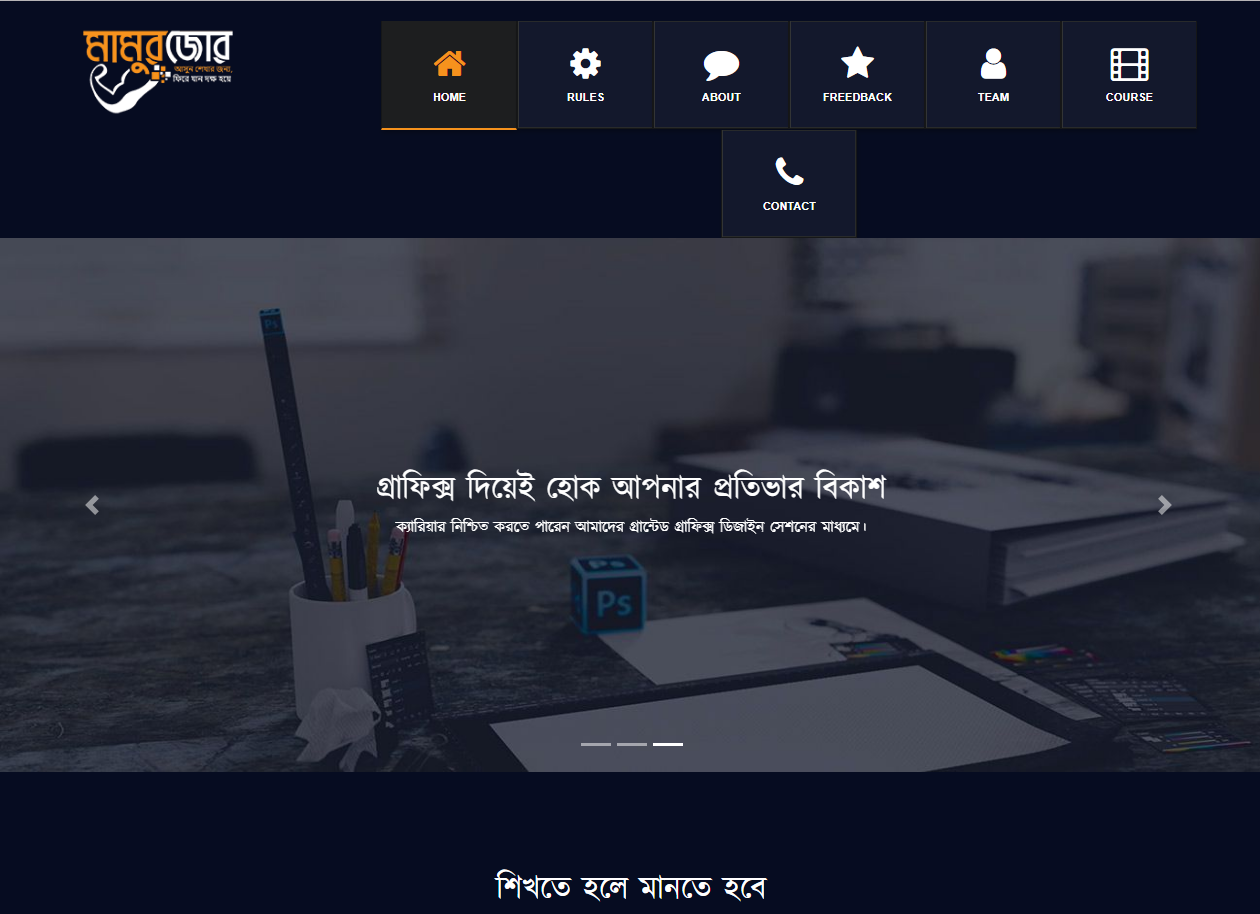 মামুরজোর
আসুন শেখার জন্য,
ফিরে যান দক্ষ হয়ে
HOME
RULES
ABOUT
FREEDBACK
TEAM
COURSE
CONTACT
Ps
গ্রাফিক্স দিয়েই হোক আপনার প্রতিভার বিকাশ
ক্যারিয়ার নিশ্চিত করতে পারেন আমাদের গ্রান্টেড গ্রাফিক্স ডিজাইন সেশনের মাধ্যমে।
Ps
Ps
শিখতে হলে মানতে হবে